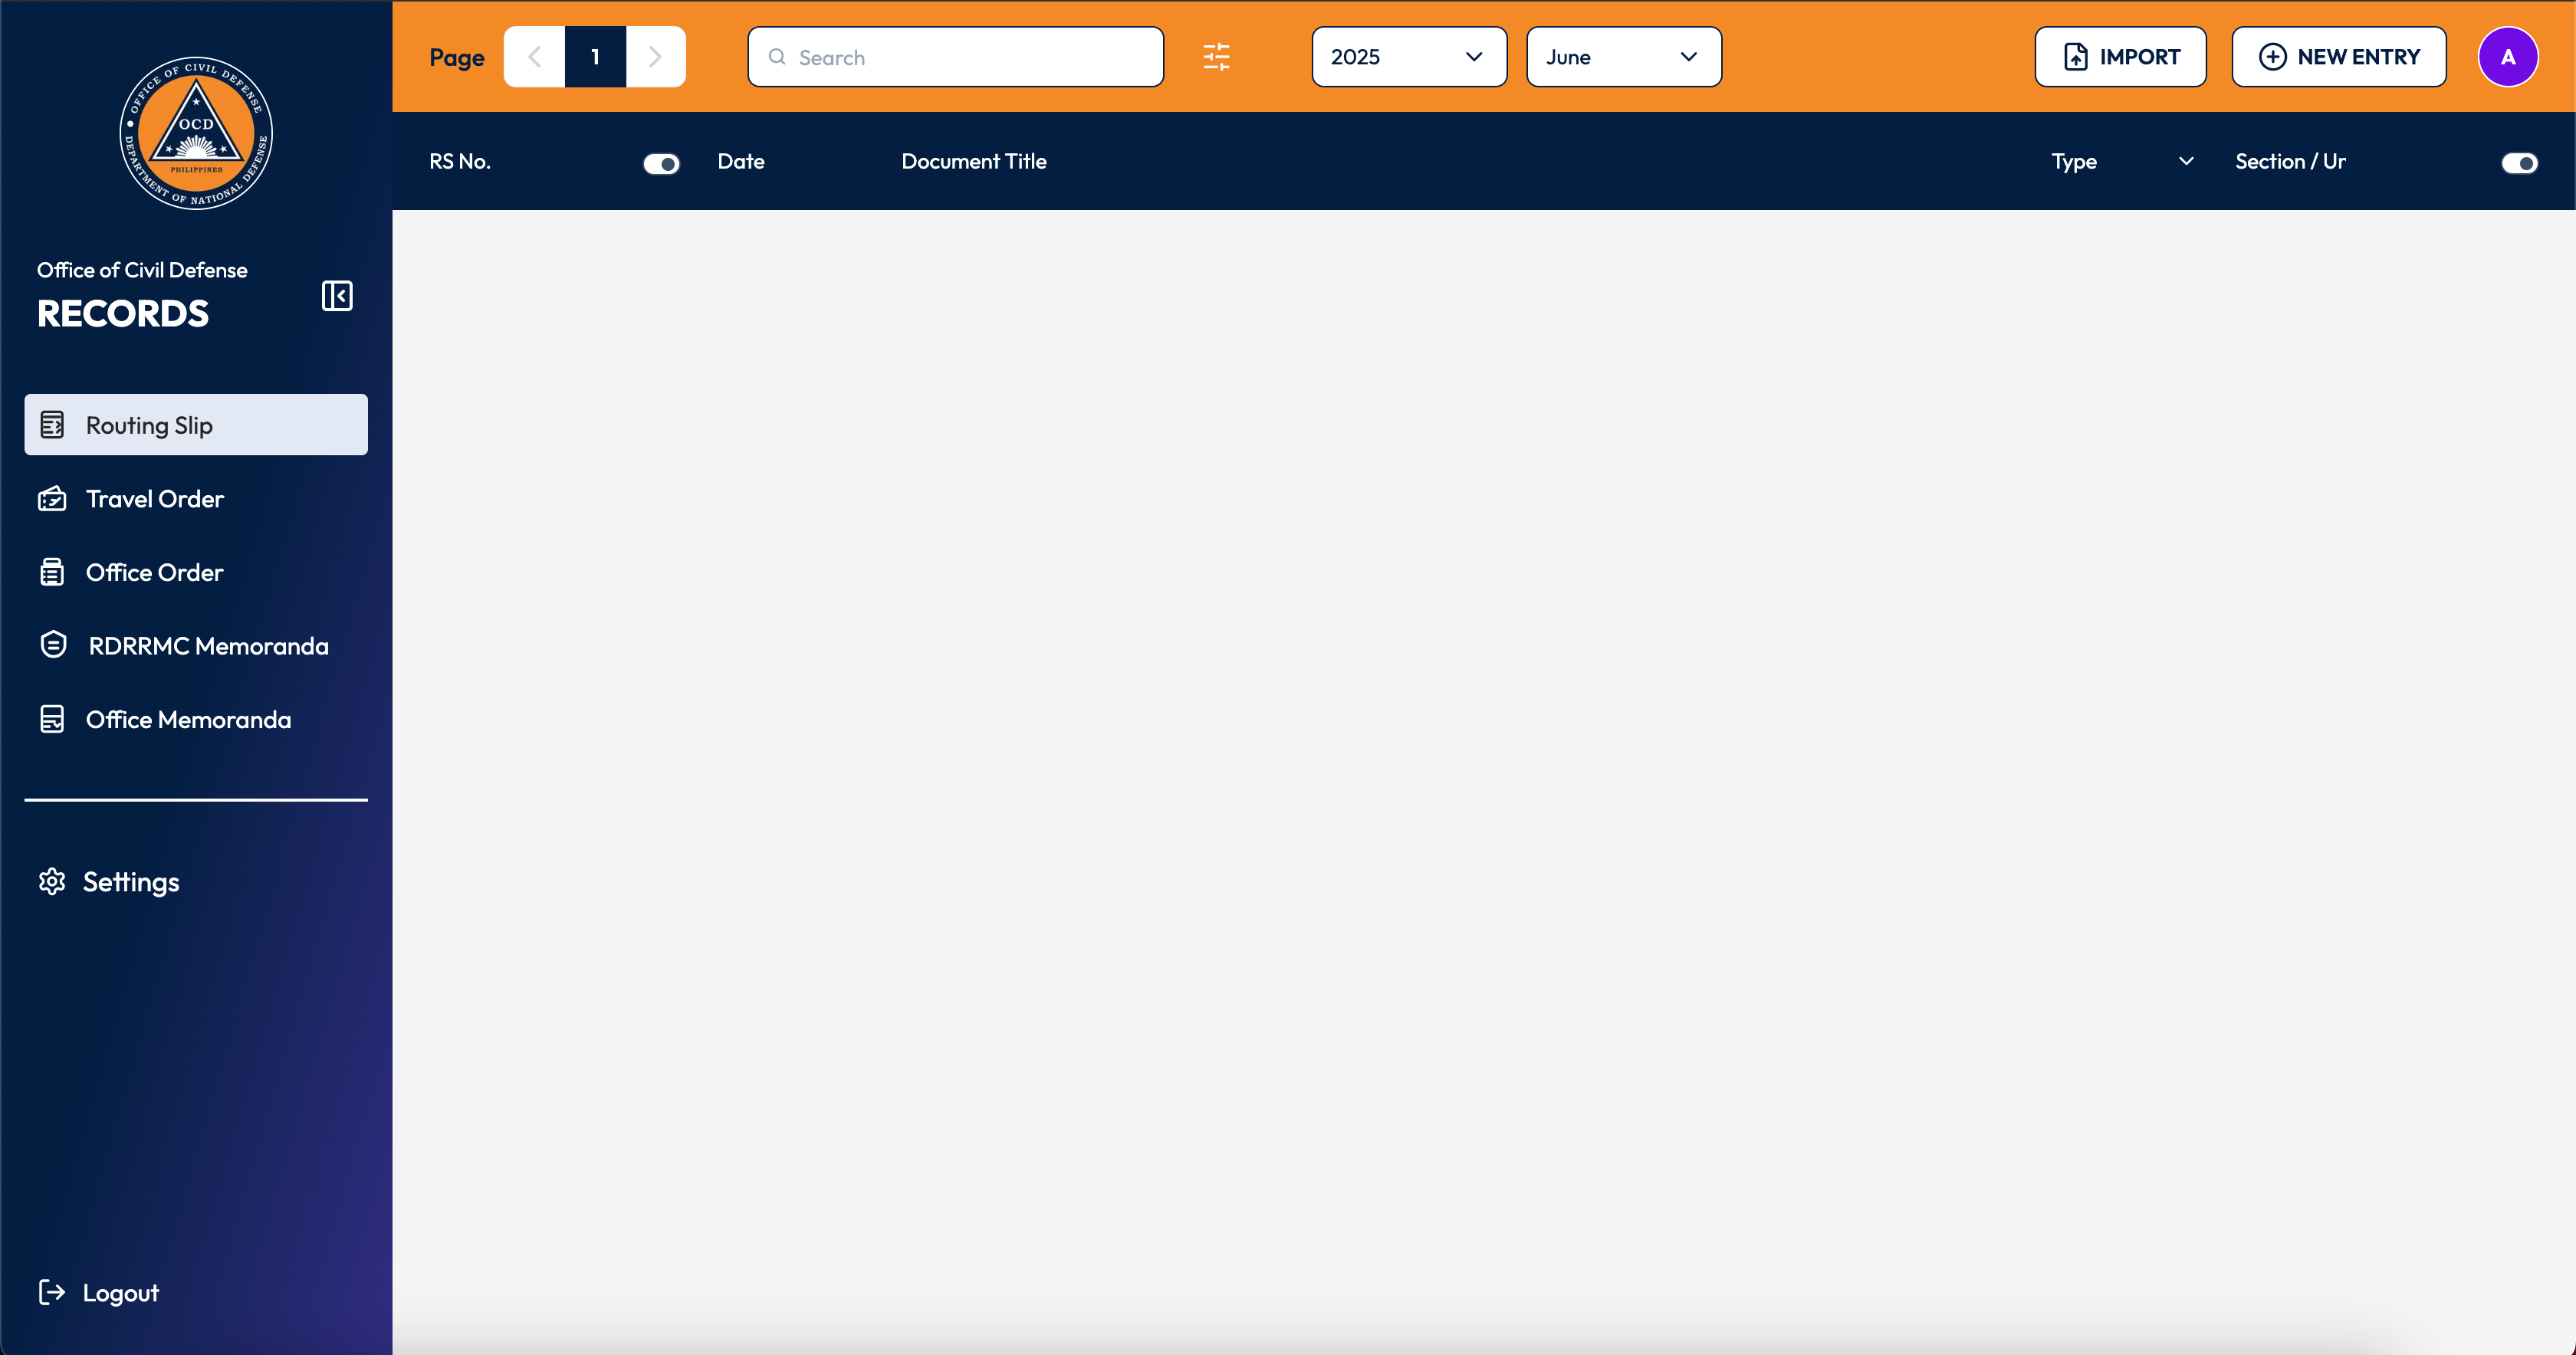 OFFICE OF CIVIL DEFENSE
OCD
PHILIPPINES
DEPARTMENT OF NATIONAL DEFENSE
Office of Civil Defense
RECORDS
Routing Slip
Travel Order
Office Order
RDRRMC Memoranda
Office Memoranda
Settings
Logout
Page 1 Search 2025 June IMPORT NEW ENTRY A
RS No. Date Document Title Type Section / Ur